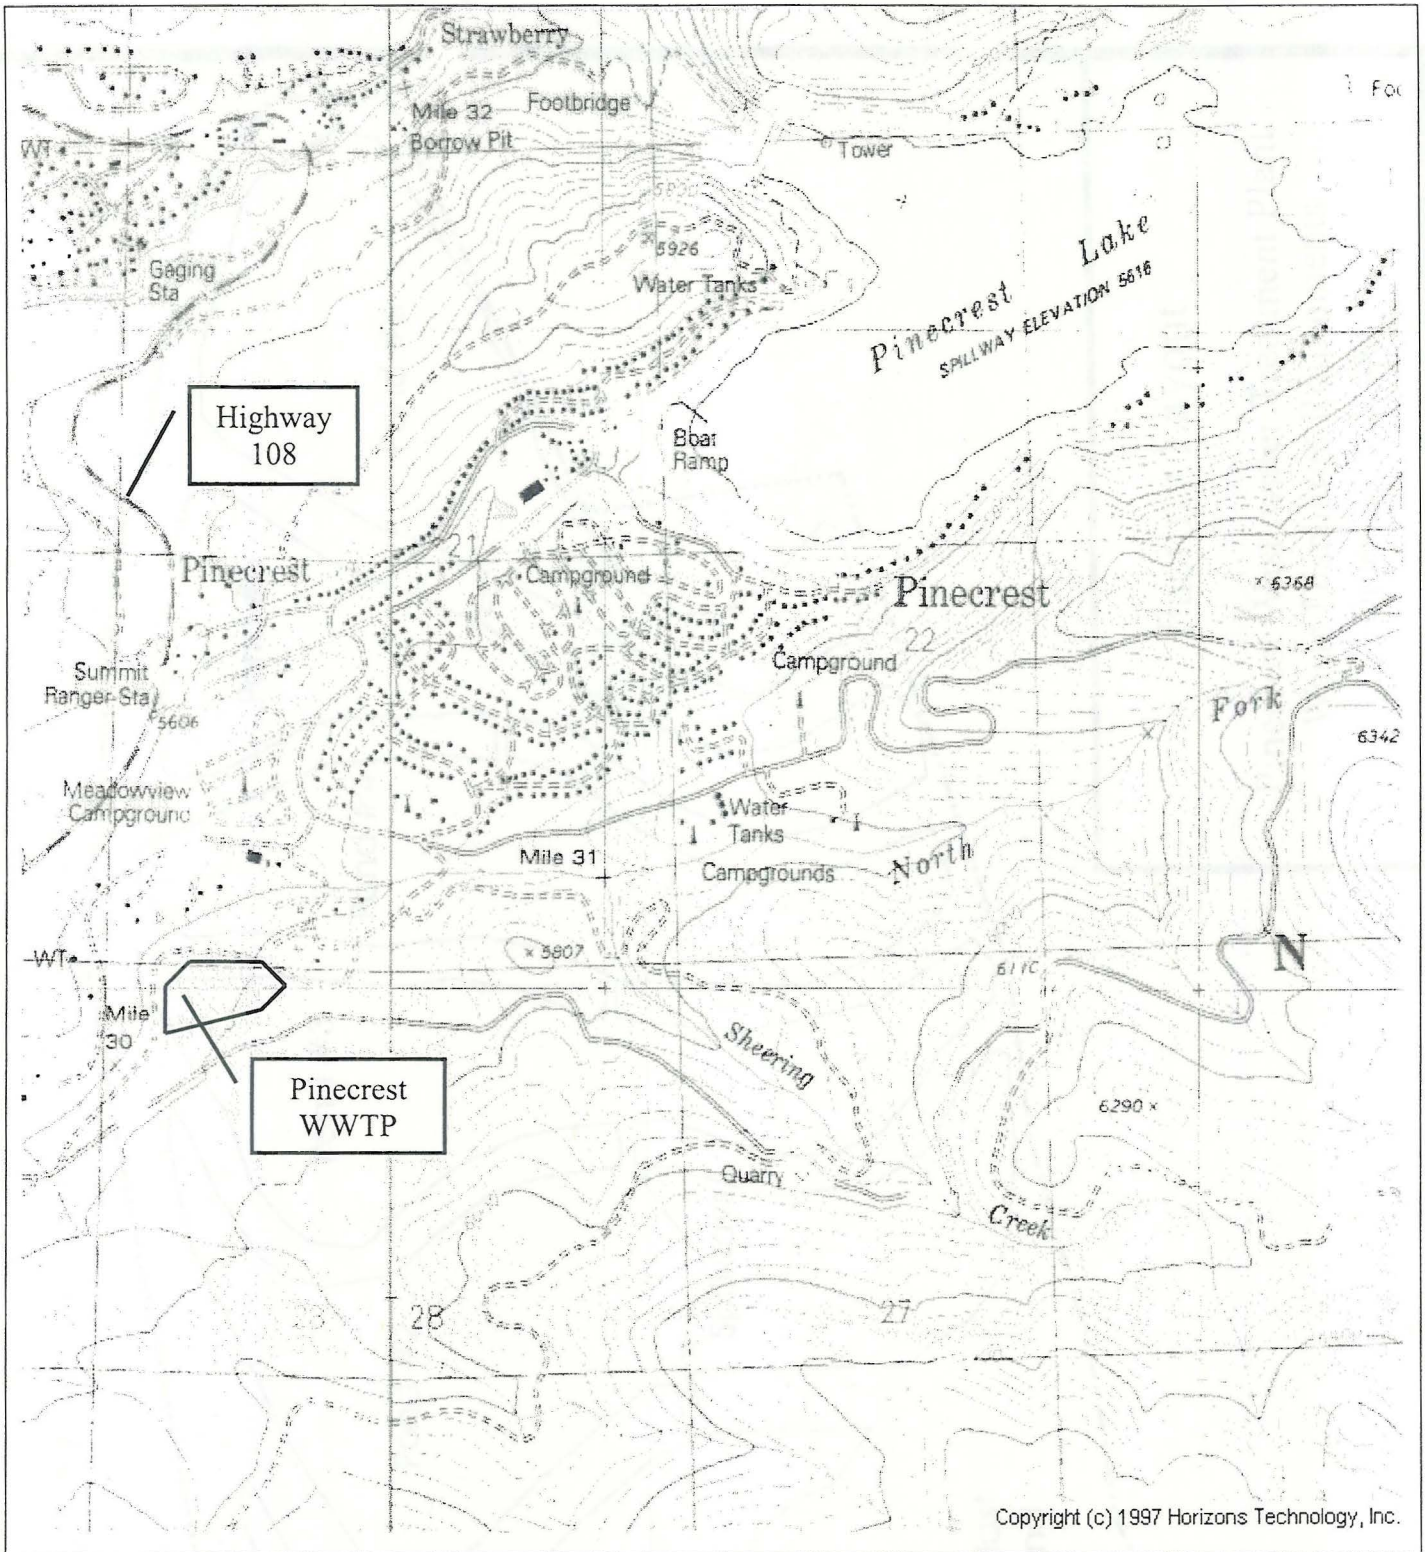 Strawberry
Mile 32
Footbridge
Borrow Pit
WT
Tower
5926
Water Tanks
Gaging
Sta
Pinecrest Lake
SPILLWAY ELEVATION 5616
Highway
108
Boat
Ramp
21
Pinecrest
Campground
Pinecrest
× 6368
22
Campground
Summit
Ranger Sta
5606
Fork
6342
Meadowview
Campground
Water
Tanks
Mile 31
Campgrounds
North
WT
× 5807
N
Mile
30
Sheering
Pinecrest
WWTP
6290 ×
Quarry
Creek
28
27
Copyright (c) 1997 Horizons Technology, Inc.